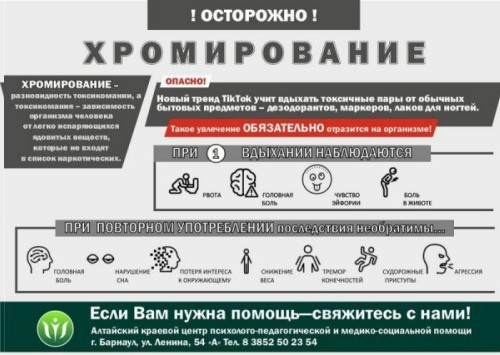 ! ОСТОРОЖНО !
ХРОМИРОВАНИЕ
ХРОМИРОВАНИЕ –
разновидность токсикомании, а
токсикомания – зависимость
организма человека
от легко испаряющихся
ядовитых веществ,
которые не входят
в список наркотических.
ОПАСНО!
Новый тренд TikTok учит вдыхать токсичные пары от обычных
бытовых предметов – дезодорантов, маркеров, лаков для ногтей.
Такое увлечение ОБЯЗАТЕЛЬНО отразится на организме!
ПРИ 1 ВДЫХАНИИ НАБЛЮДАЮТСЯ
РВОТА
ГОЛОВНАЯ БОЛЬ
ЧУВСТВО ЭЙФОРИИ
БОЛЬ В ЖИВОТЕ
ПРИ ПОВТОРНОМ УПОТРЕБЛЕНИИ последствия необратимы...
ГОЛОВНАЯ БОЛЬ
НАРУШЕНИЕ СНА
ПОТЕРЯ ИНТЕРЕСА К ОКРУЖАЮЩЕМУ
СНИЖЕНИЕ ВЕСА
ТРЕМОР КОНЕЧНОСТЕЙ
СУДОРОЖНЫЕ ПРИСТУПЫ
АГРЕССИЯ
Если Вам нужна помощь—свяжитесь с нами!
Алтайский краевой центр психолого-педагогической и медико-социальной помощи
г. Барнаул, ул. Ленина, 54 «А» Тел. 8 3852 50 23 54